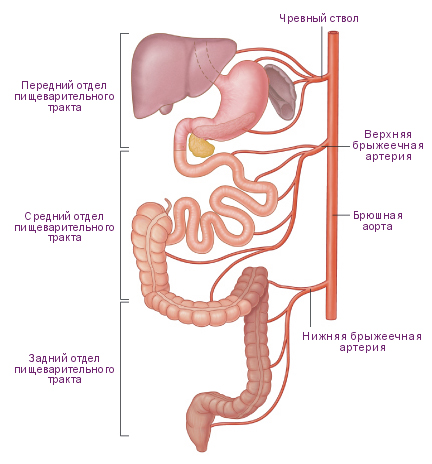 Чревный ствол
Передний отдел
пищеварительного
тракта
Верхняя
брыжеечная
артерия
Средний отдел
пищеварительного
тракта
Брюшная
аорта
Нижняя брыжеечная
артерия
Задний отдел
пищеварительного
тракта